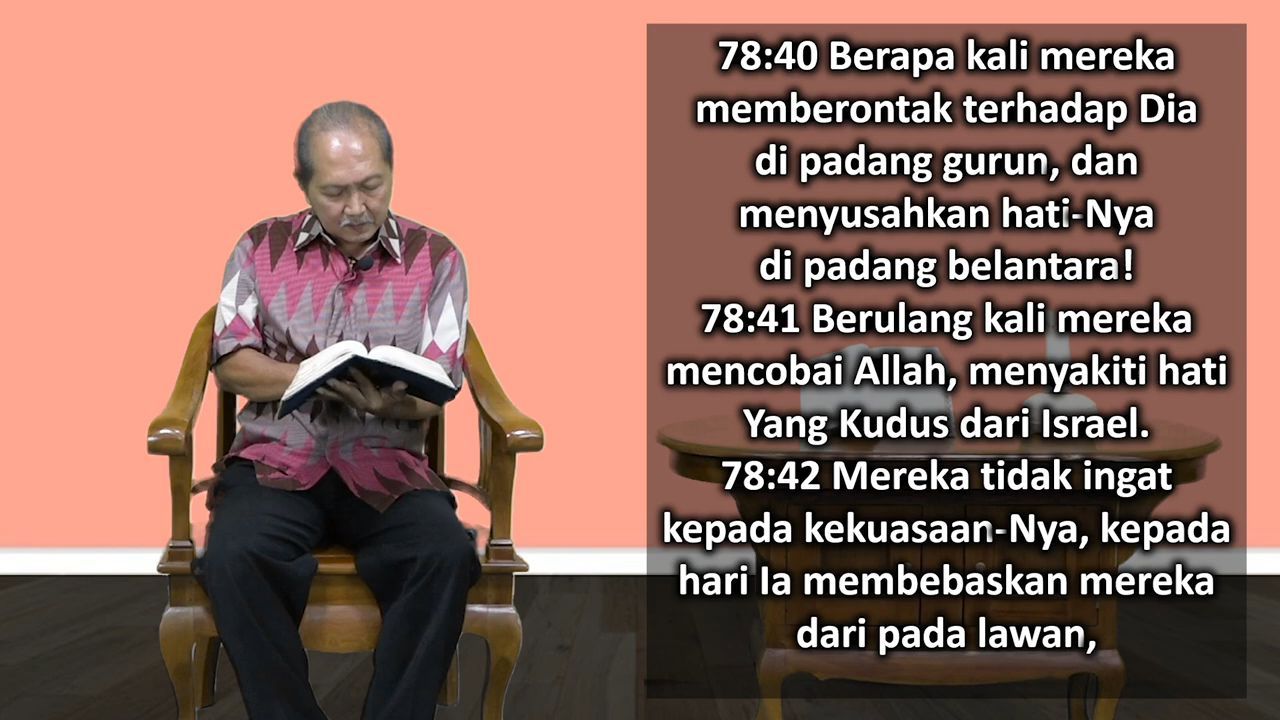 78:40 Berapa kali mereka
memberontak terhadap Dia
di padang gurun, dan
menyusahkan hati-Nya
di padang belantara!
78:41 Berulang kali mereka
mencobai Allah, menyakiti hati
Yang Kudus dari Israel.
78:42 Mereka tidak ingat
kepada kekuasaan-Nya, kepada
hari Ia membebaskan mereka
dari pada lawan,